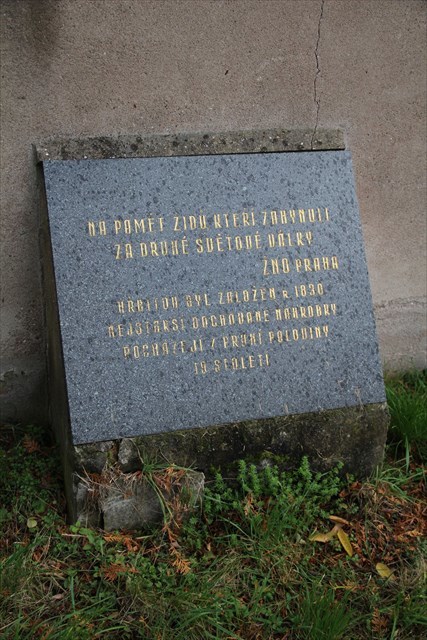 NA PAMĚŤ ŽIDŮ KTEŘÍ ZAHYNULI
ZA DRUHÉ SVĚTOVÉ VÁLKY
ŽNO PRAHA
HŘBITOV BYL ZALOŽEN R. 1830
NEJSTARŠÍ DOCHOVANÉ NÁHROBKY
POCHÁZEJÍ Z PRVNÍ POLOVINY
19 STOLETÍ